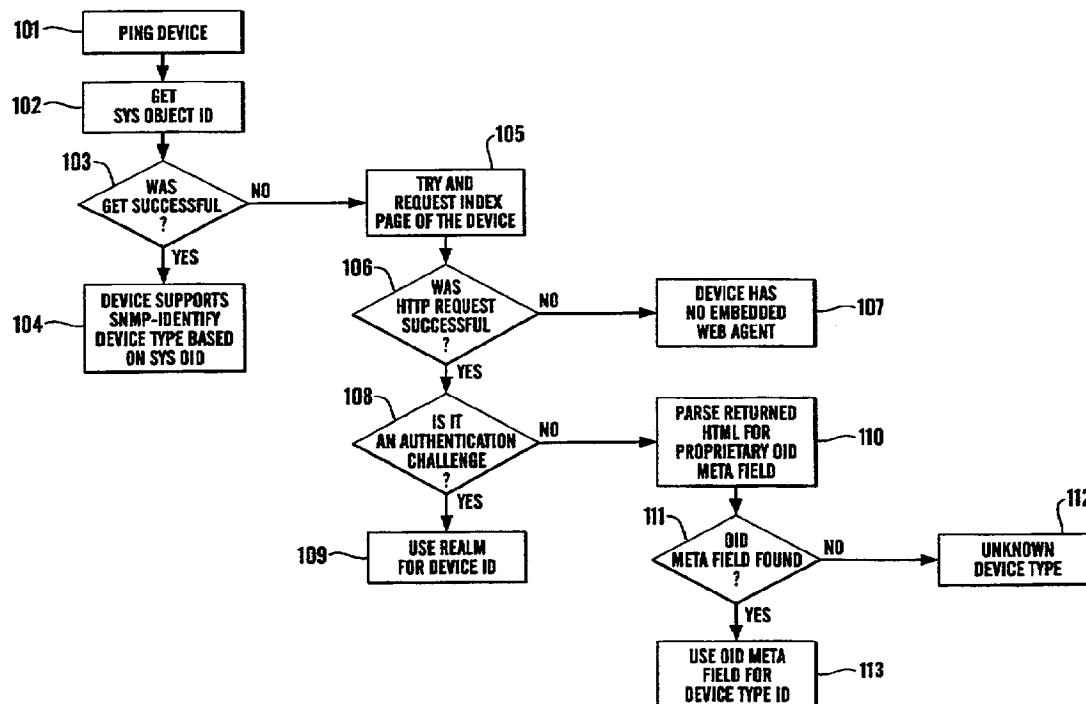 101
PING DEVICE
102
GET
SYS OBJECT ID
103
WAS
GET SUCCESSFUL
?
NO
YES
104
DEVICE SUPPORTS
SNMP-IDENTIFY
DEVICE TYPE BASED
ON SYS OID
105
TRY AND
REQUEST INDEX
PAGE OF THE DEVICE
106
WAS
HTTP REQUEST
SUCCESSFUL
?
NO
YES
DEVICE HAS
NO EMBEDDED
WEB AGENT
107
108
IS IT
AN AUTHENTICATION
CHALLENGE
?
NO
YES
109
USE REALM
FOR DEVICE ID
PARSE RETURNED
HTML FOR
PROPRIETARY OID
META FIELD
110
111
OID
META FIELD FOUND
?
NO
YES
112
UNKNOWN
DEVICE TYPE
USE OID META
FIELD FOR
DEVICE TYPE ID
113